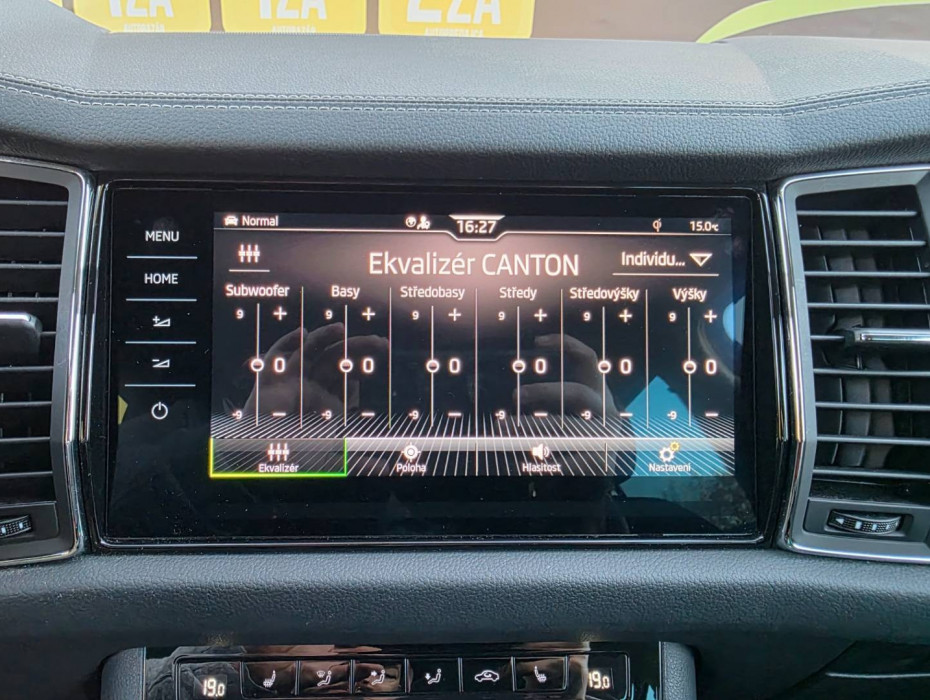 Normal 16:27 15.0°C
MENU
HOME
Ekvalizér CANTON Individu...
Subwoofer Basy Středobasy Středy Středovýšky Výšky
9 + 9 + 9 + 9 + 9 + 9 +
0 0 0 0 0 0
-9 − -9 − -9 − -9 − -9 − -9 −
Ekvalizér Poloha Hlasitost Nastavení
19.0 19.0